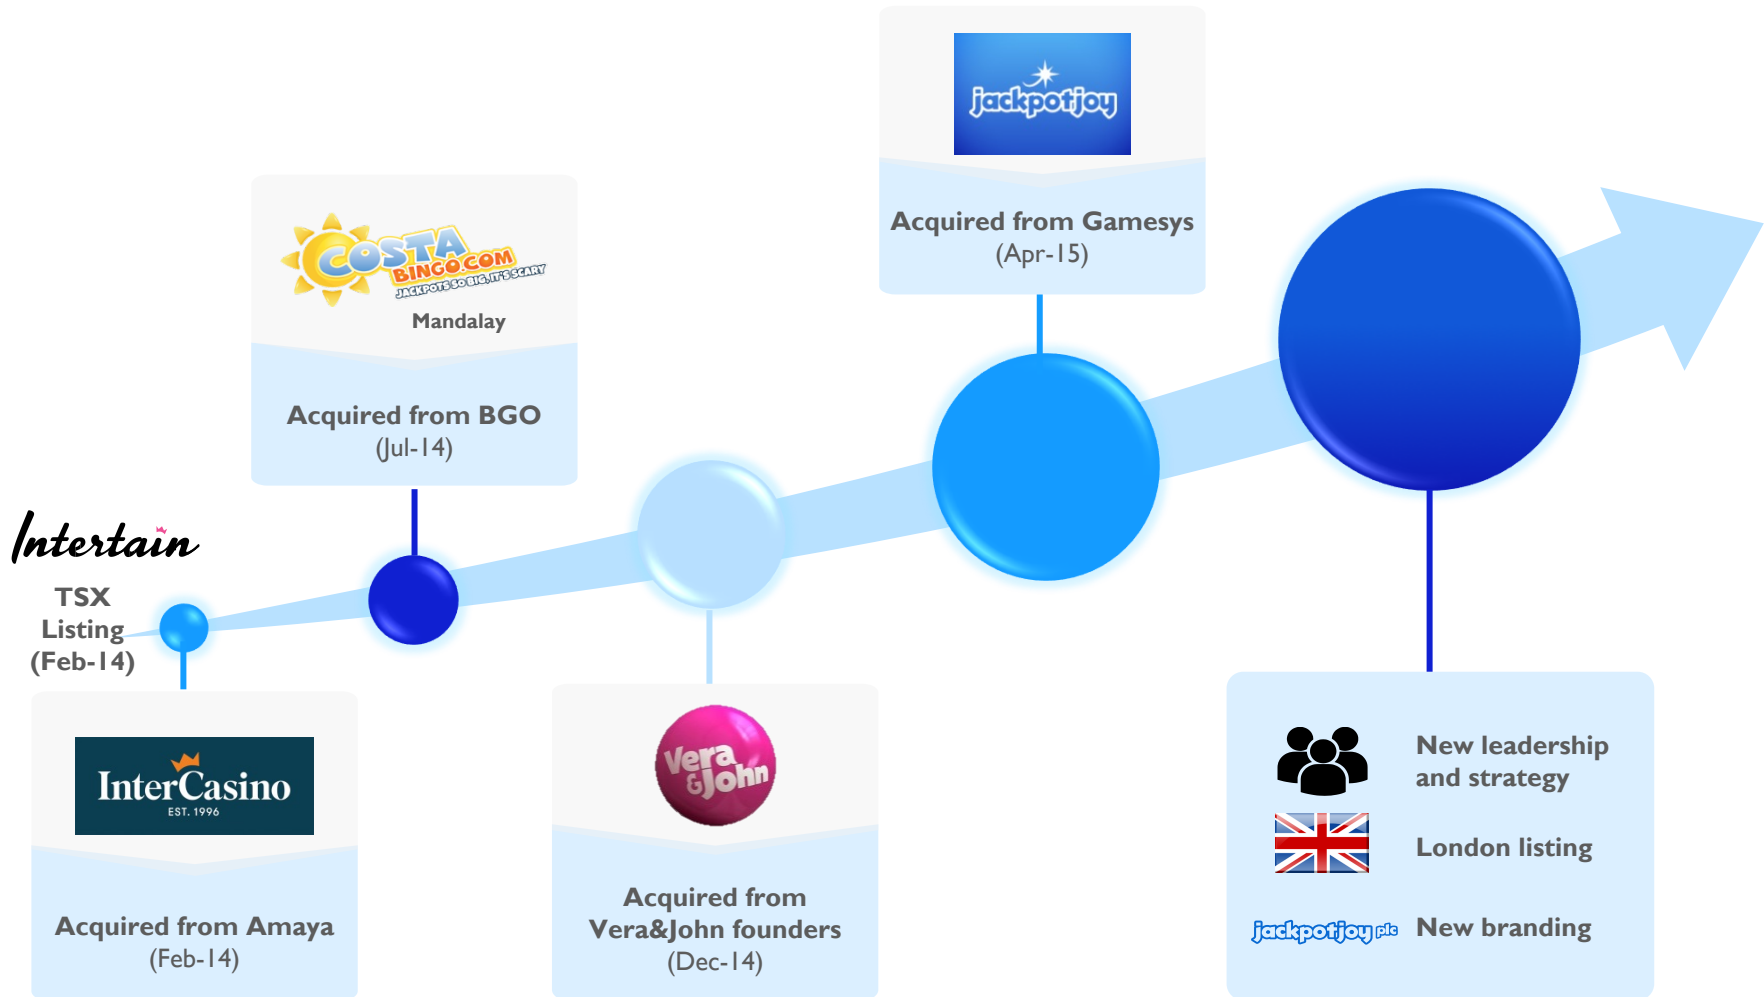 Intertain
TSX
Listing
(Feb-14)
InterCasino
EST. 1996
Acquired from Amaya
(Feb-14)
COSTA
BINGO.COM
JACKPOTS SO BIG, IT'S SCARY
Mandalay
Acquired from BGO
(Jul-14)
Vera
&John
Acquired from
Vera&John founders
(Dec-14)
jackpotjoy
Acquired from Gamesys
(Apr-15)
New leadership
and strategy
London listing
jackpotjoy plc
New branding